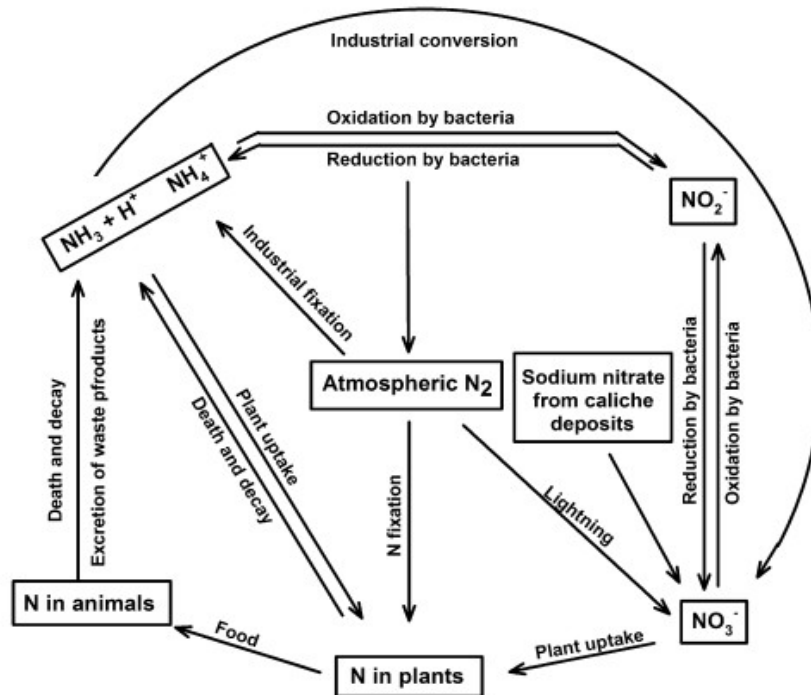 Industrial conversion
Oxidation by bacteria
Reduction by bacteria
NH₃ + H⁺ NH₄⁺
NO₂⁻
Industrial fixation
Atmospheric N₂
Sodium nitrate
from caliche
deposits
Reduction by bacteria
Oxidation by bacteria
Death and decay
Excretion of waste pfroducts
Plant uptake
Death and decay
N fixation
Lightning
N in animals
NO₃⁻
Food
Plant uptake
N in plants